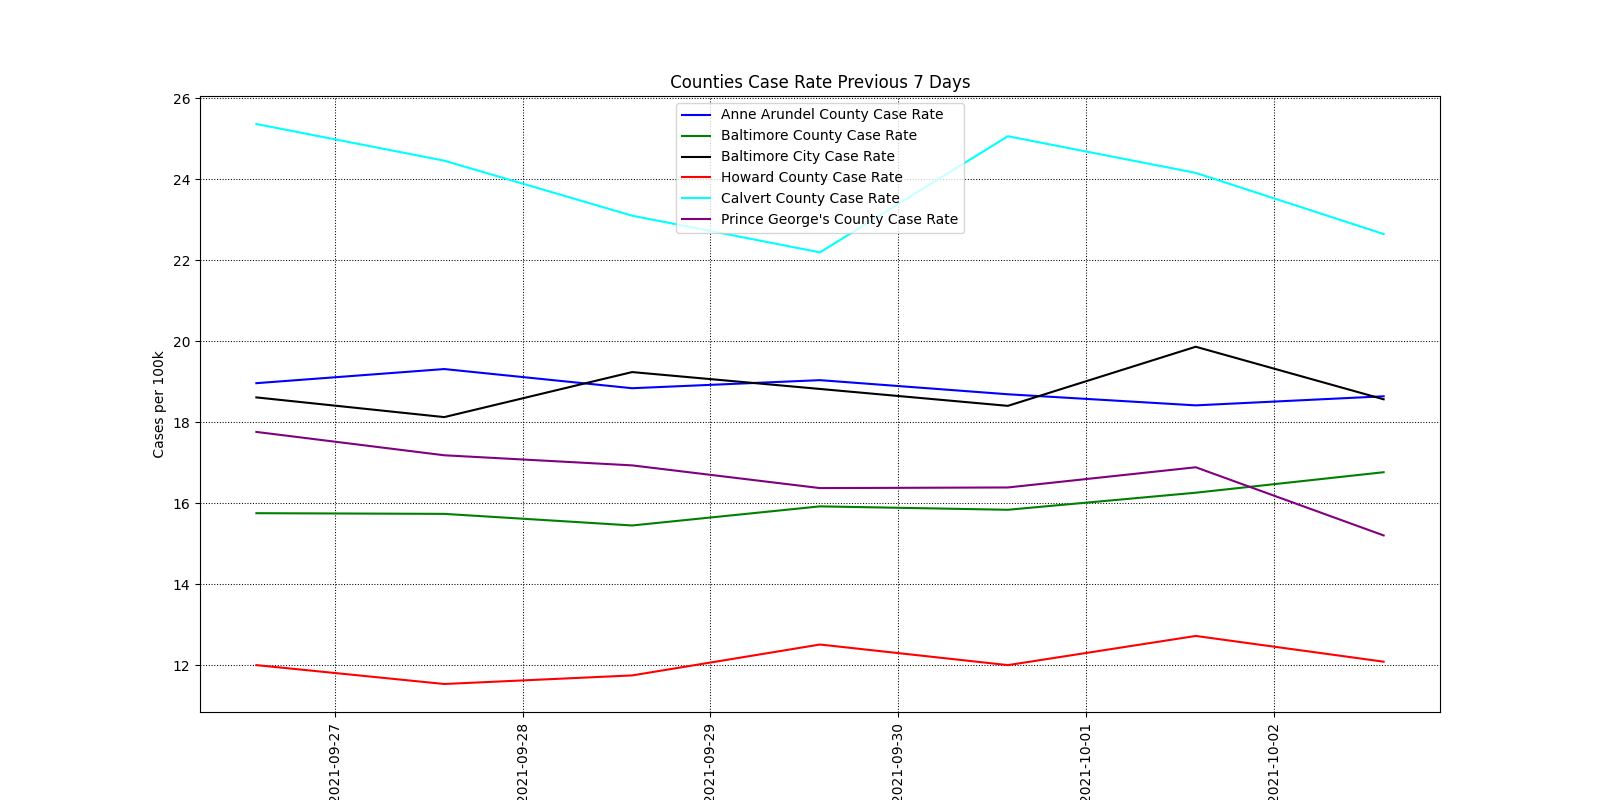 Counties Case Rate Previous 7 Days
26
24
22
20
18
16
14
12
Cases per 100k
Anne Arundel County Case Rate
Baltimore County Case Rate
Baltimore City Case Rate
Howard County Case Rate
Calvert County Case Rate
Prince George's County Case Rate
2021-09-27
2021-09-28
2021-09-29
2021-09-30
2021-10-01
2021-10-02